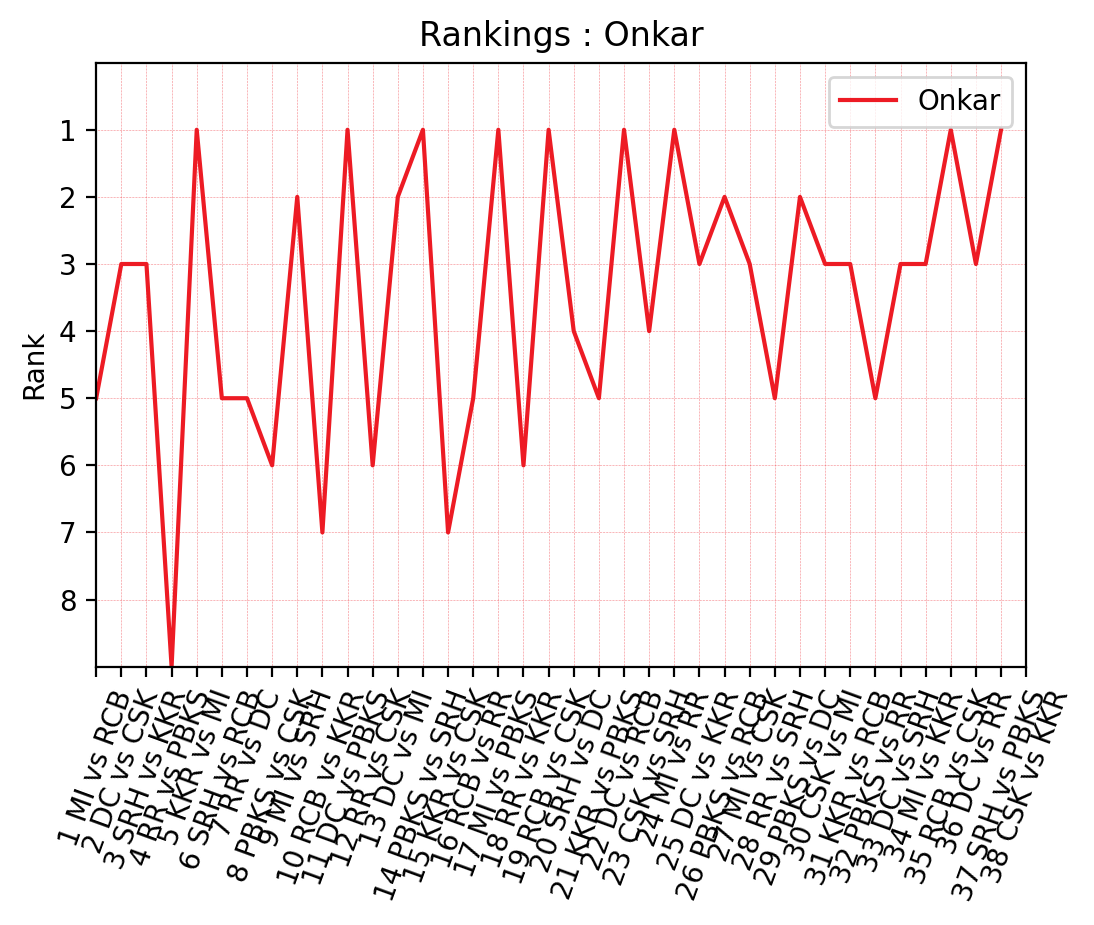 Rankings : Onkar
Onkar
Rank
1
2
3
4
5
6
7
8
1 MI vs RCB
2 DC vs CSK
3 SRH vs KKR
4 RR vs PBKS
5 KKR vs MI
6 SRH vs RCB
7 RR vs DC
8 PBKS vs CSK
9 MI vs SRH
10 RCB vs KKR
11 DC vs PBKS
12 RR vs CSK
13 DC vs MI
14 PBKS vs SRH
15 KKR vs CSK
16 RCB vs RR
17 MI vs PBKS
18 RR vs KKR
19 RCB vs CSK
20 SRH vs DC
21 KKR vs PBKS
22 DC vs RCB
23 CSK vs SRH
24 MI vs RR
25 DC vs KKR
26 PBKS vs RCB
27 MI vs CSK
28 RR vs SRH
29 PBKS vs DC
30 CSK vs MI
31 KKR vs RCB
32 PBKS vs RR
33 DC vs SRH
34 MI vs KKR
35 RCB vs CSK
36 DC vs RR
37 SRH vs PBKS
38 CSK vs KKR